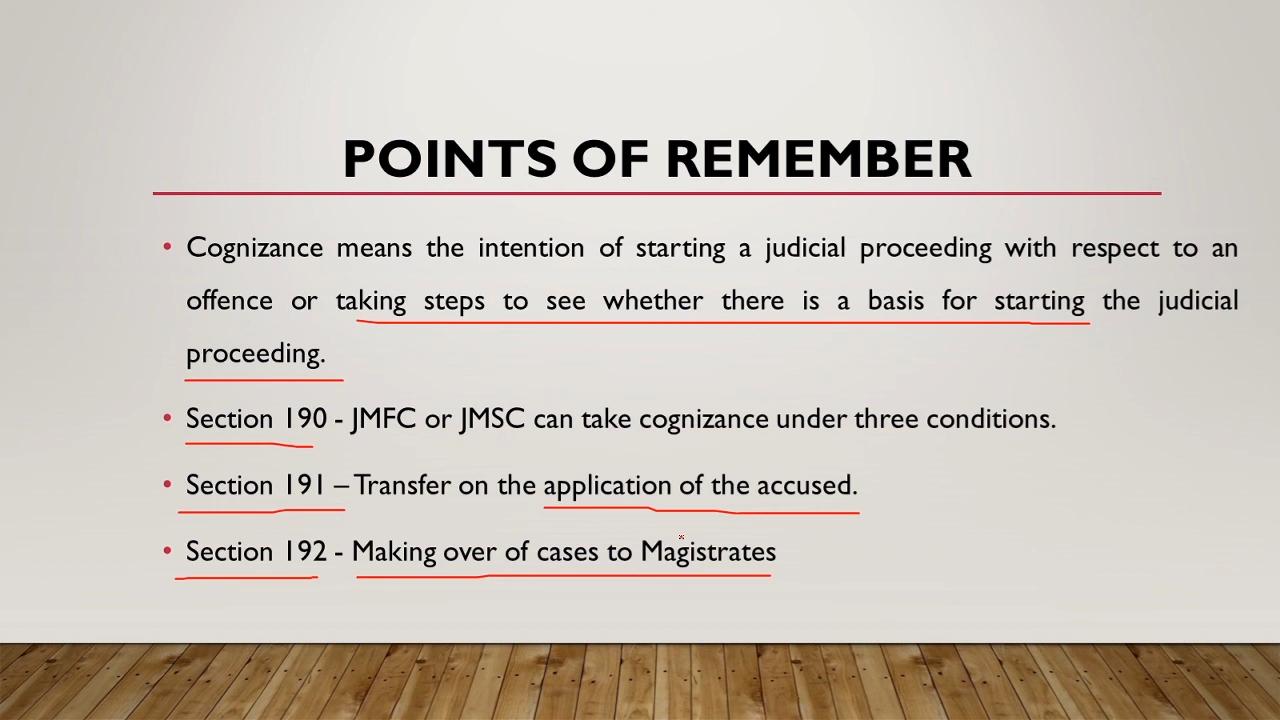 POINTS OF REMEMBER
• Cognizance means the intention of starting a judicial proceeding with respect to an
offence or taking steps to see whether there is a basis for starting the judicial
proceeding.
• Section 190 - JMFC or JMSC can take cognizance under three conditions.
• Section 191 – Transfer on the application of the accused.
• Section 192 - Making over of cases to Magistrates